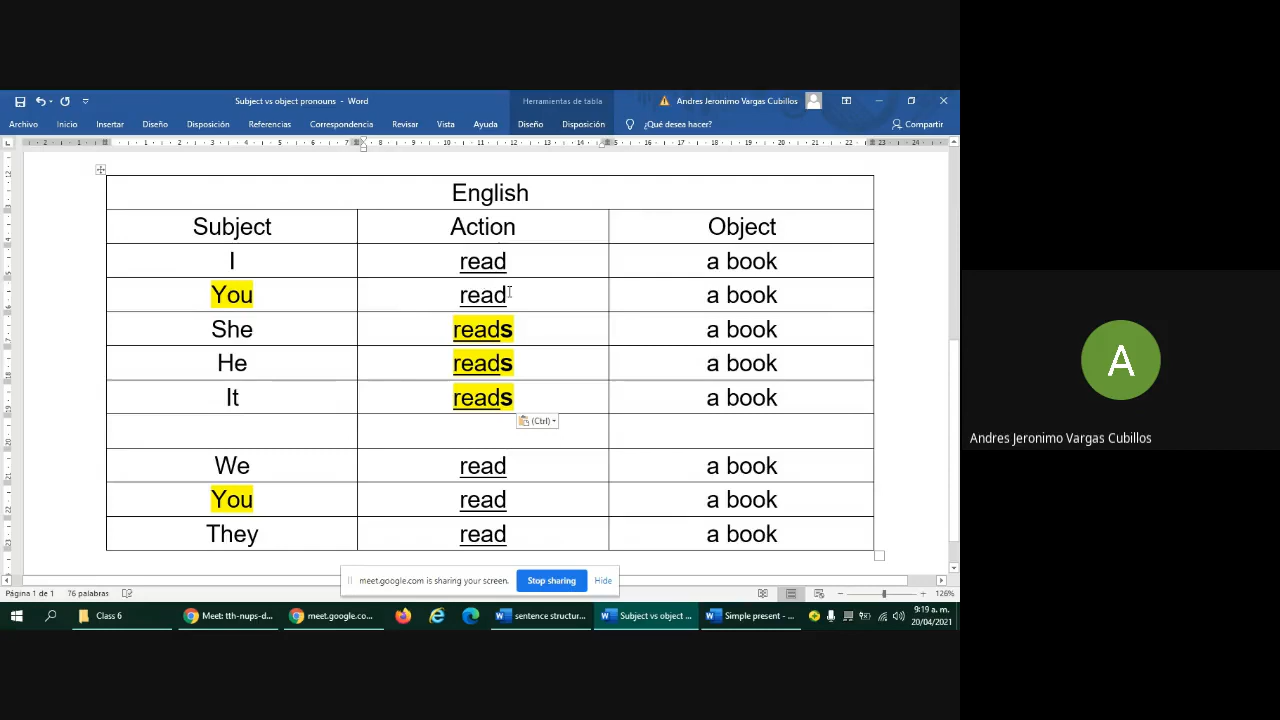 Subject vs object pronouns - Word
Herramientas de tabla
Andres Jeronimo Vargas Cubillos
Archivo Inicio Insertar Diseño Disposición Referencias Correspondencia Revisar Vista Ayuda Diseño Disposición ¿Qué desea hacer? Compartir
English
Subject Action Object
I read a book
You read a book
She reads a book
He reads a book
It reads a book
(Ctrl)
We read a book
You read a book
They read a book
meet.google.com is sharing your screen. Stop sharing Hide
Página 1 de 1 76 palabras 126%
Class 6 Meet: tth-nups-d... meet.google.co... sentence structur... Subject vs object ... Simple present - ... 9:19 a. m.
20/04/2021
A
Andres Jeronimo Vargas Cubillos